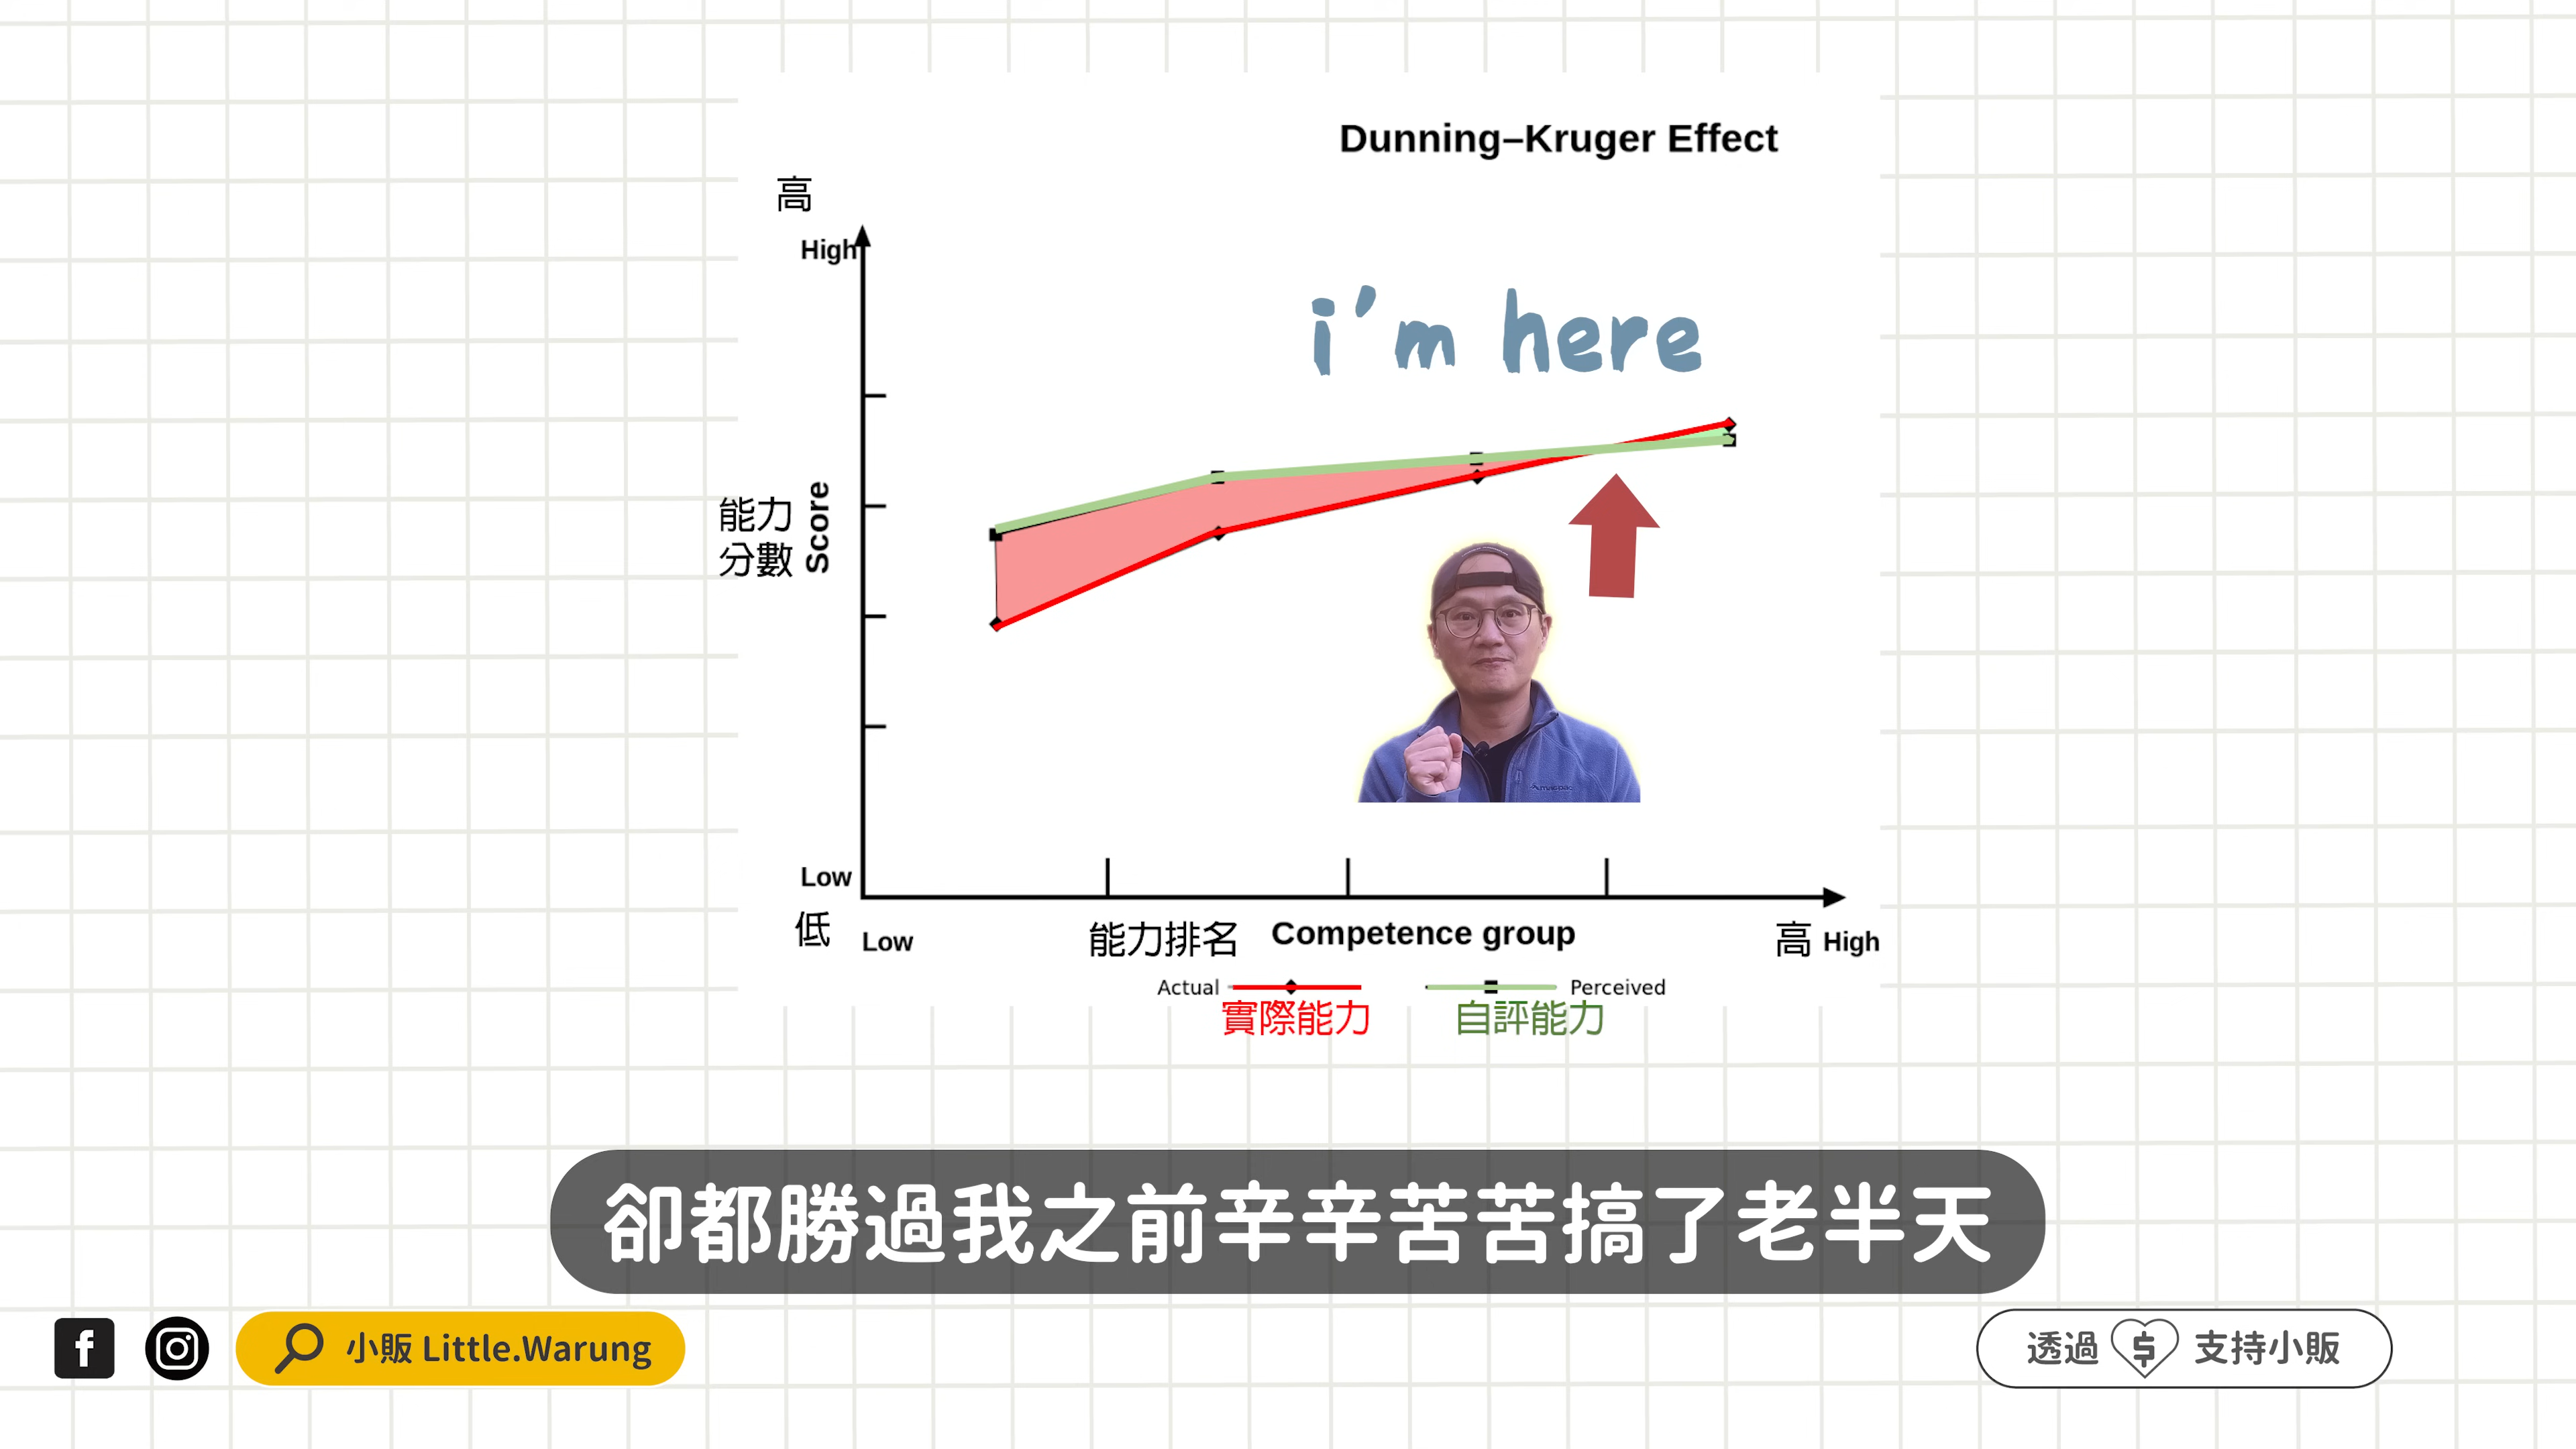 Dunning–Kruger Effect
高
High
i'm here
能力
分數
Score
Low
低
Low
能力排名
Competence group
高
High
Actual
Perceived
實際能力
自評能力
卻都勝過我之前辛辛苦苦搞了老半天
f
小販 Little.Warung
透過 $ 支持小販